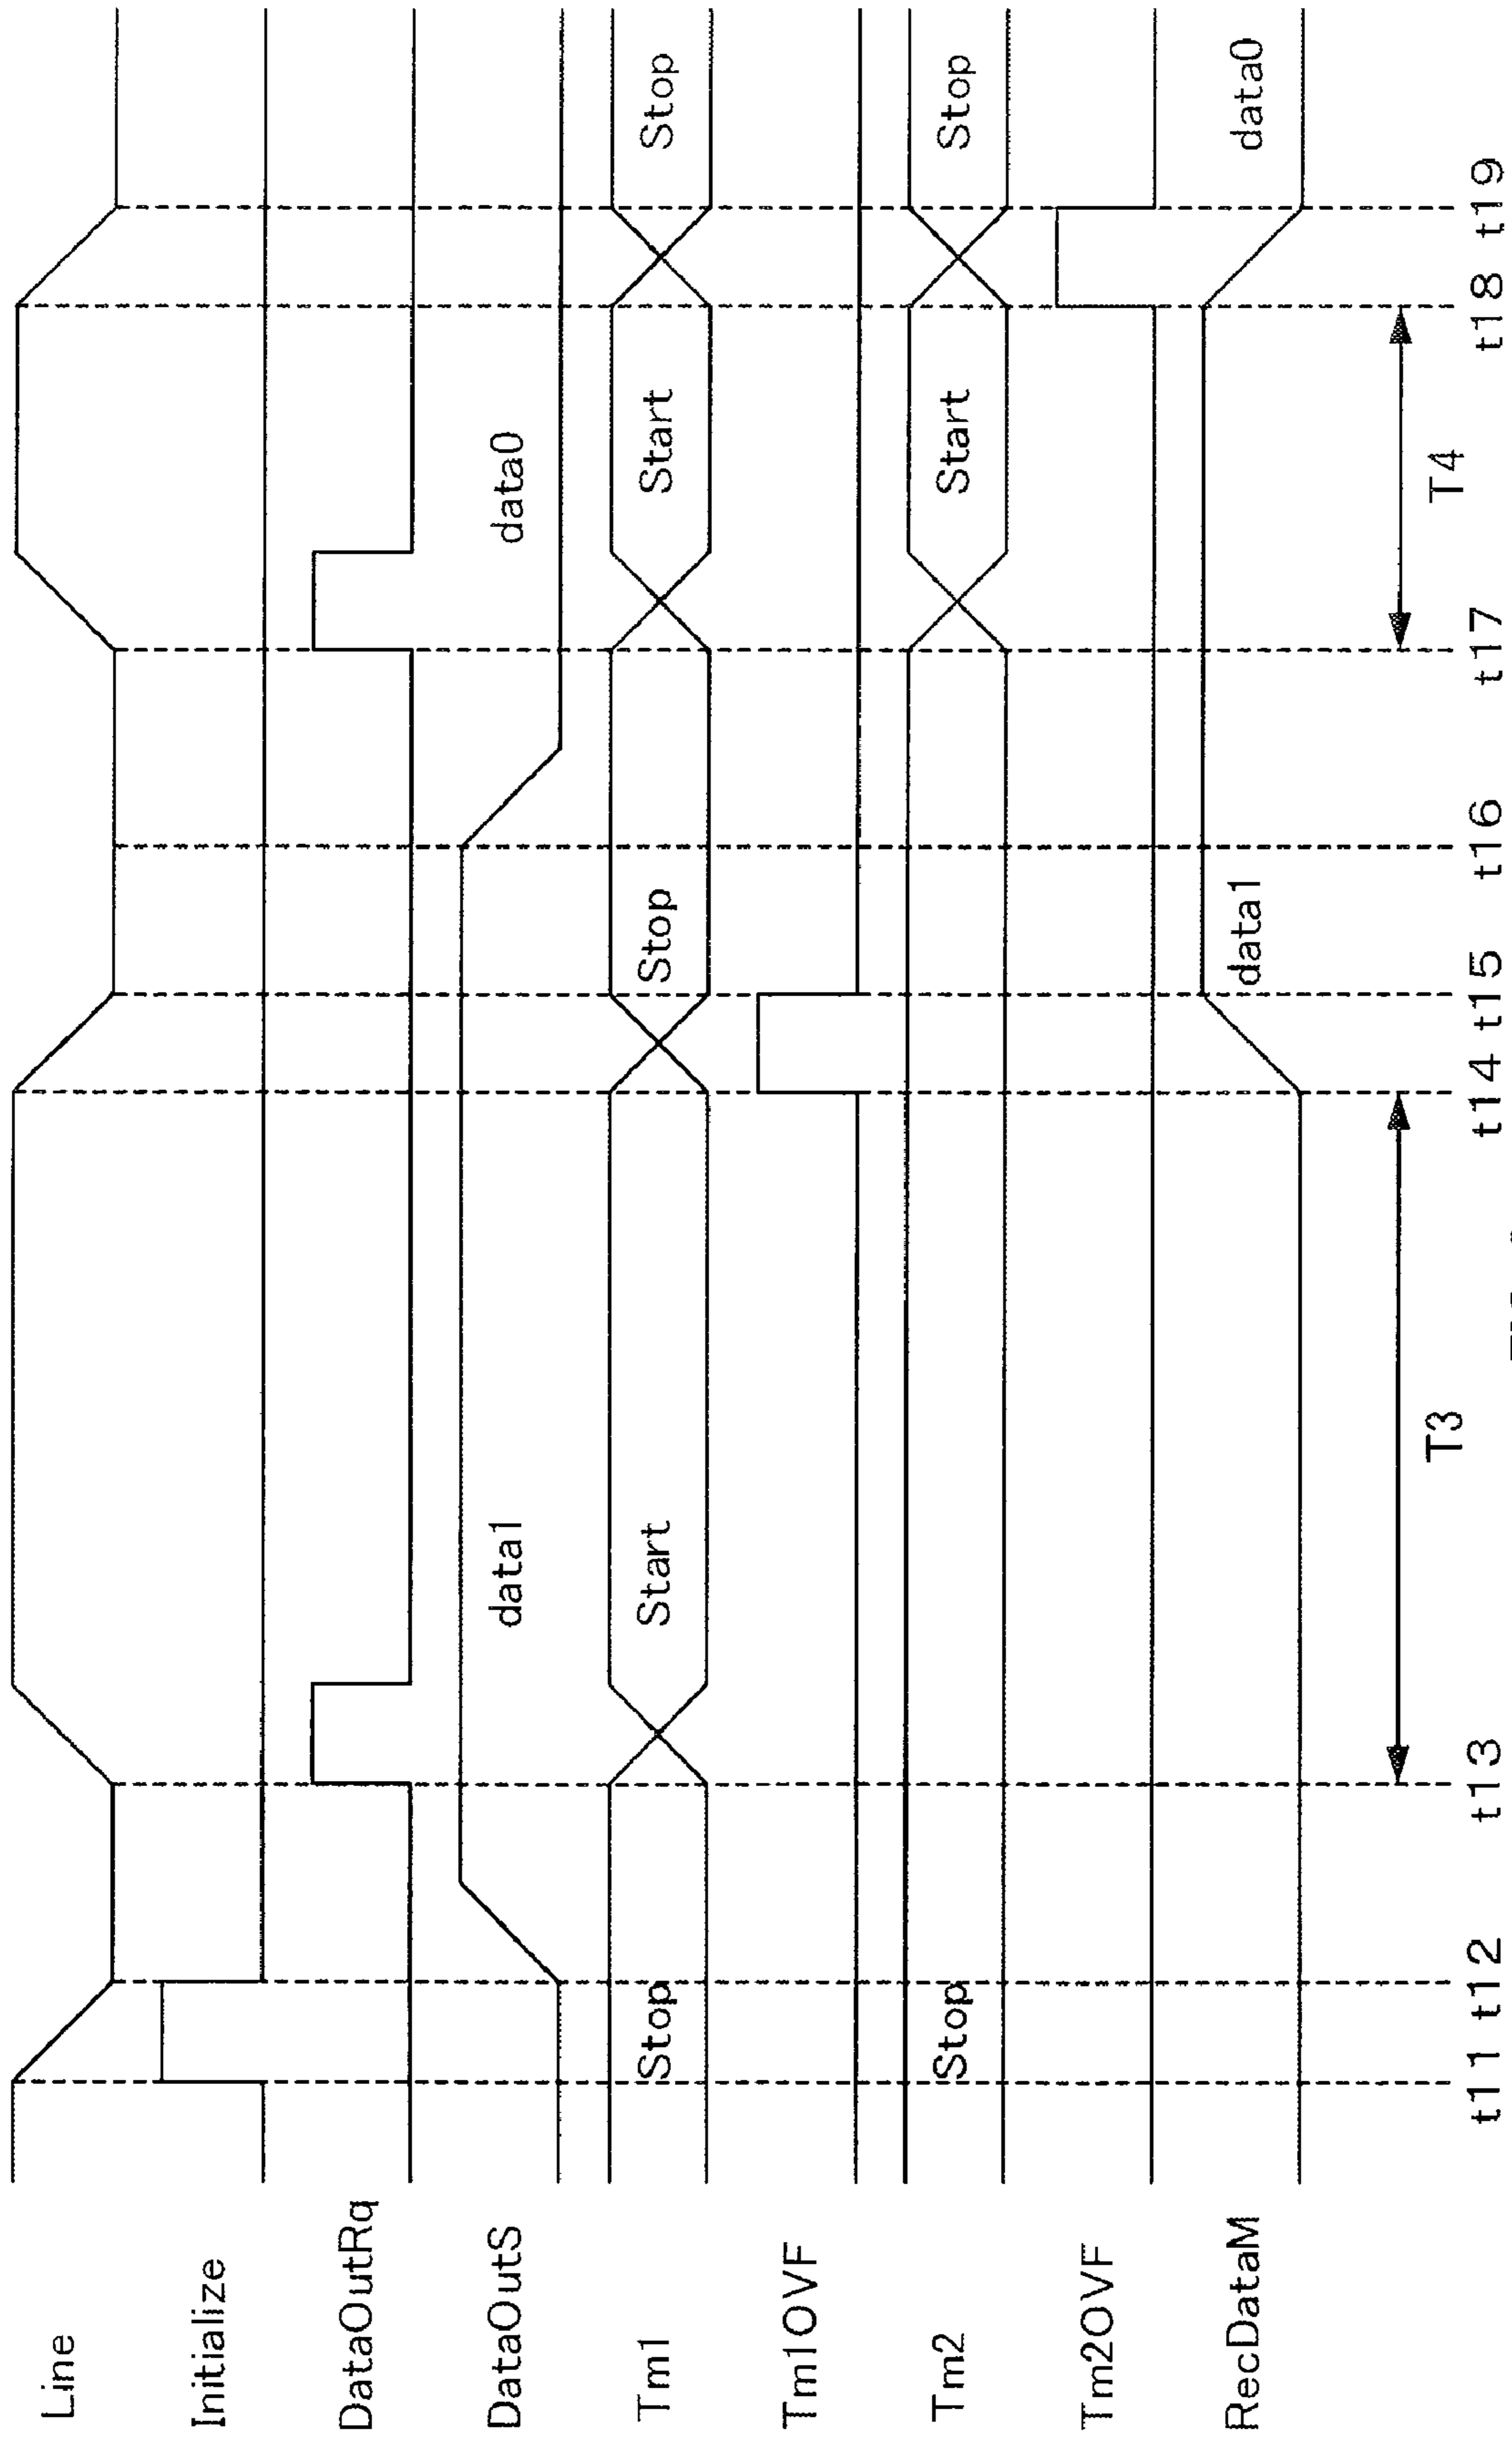 Line
Initialize
DataOutRq
DataOutS data1 data0
Tm1 Stop Start Stop Start Stop
Tm1OVF
Tm2 Stop Start Stop
Tm2OVF
RecDataM data1 data0
T3 T4
t11 t12 t13 t14 t15 t16 t17 t18 t19